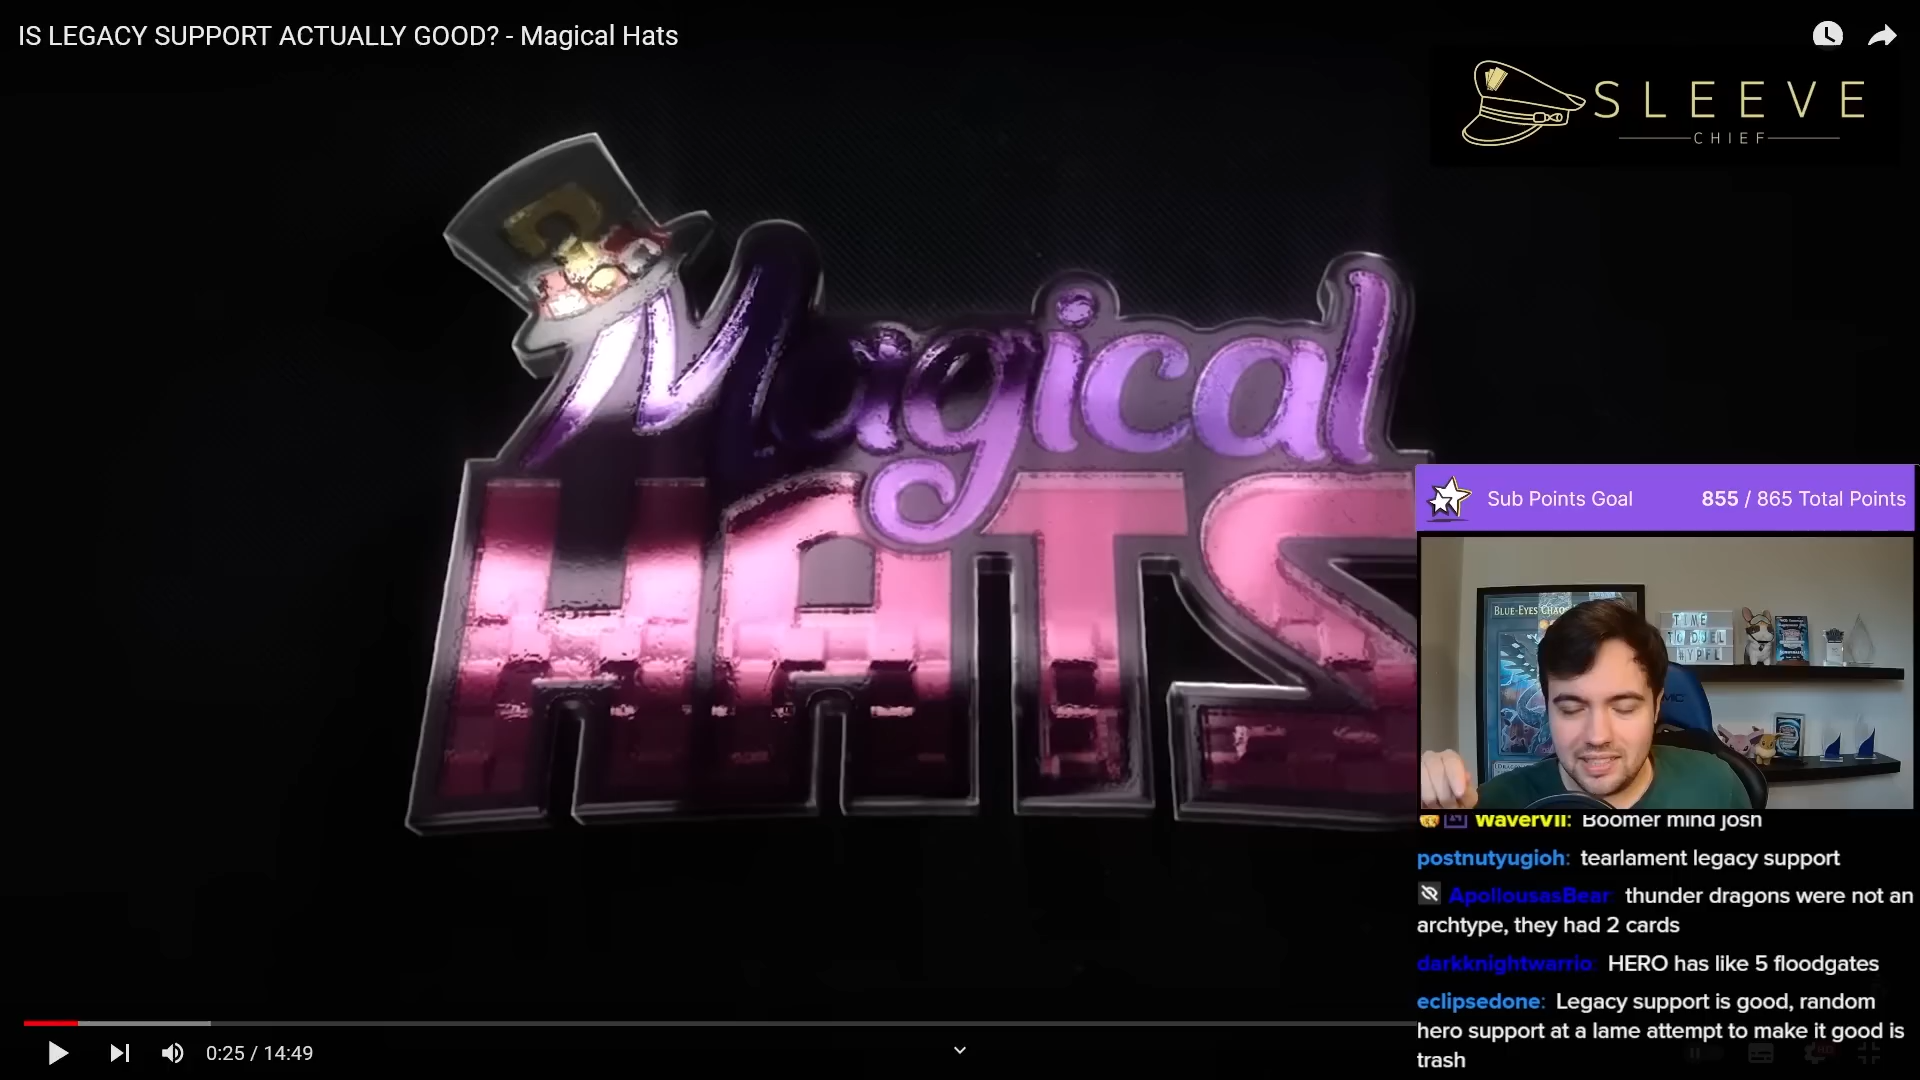 IS LEGACY SUPPORT ACTUALLY GOOD? - Magical Hats
SLEEVE
CHIEF
Magical
HATS
Sub Points Goal 855 / 865 Total Points
BLUE-EYES CHAO
TIME
TO DUEL
#YPFL
WaverVII: Boomer mind josh
postnutyugioh: tearlament legacy support
ApollousasBear: thunder dragons were not an
archtype, they had 2 cards
darkknightwarrio: HERO has like 5 floodgates
eclipsedone: Legacy support is good, random
hero support at a lame attempt to make it good is
trash
0:25 / 14:49
HD